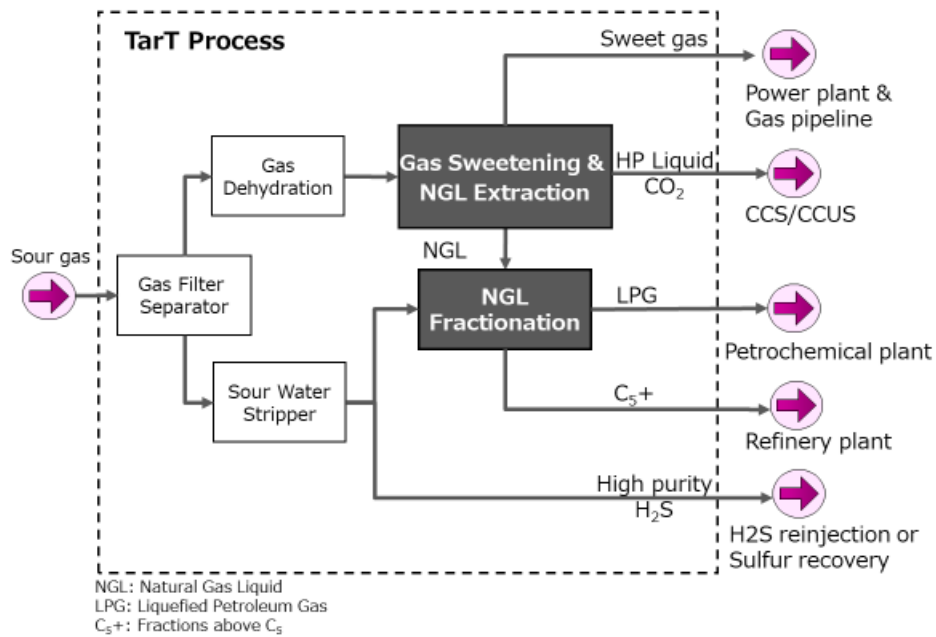 TarT Process
Sweet gas
Power plant &
Gas pipeline
Gas
Dehydration
Gas Sweetening &
NGL Extraction
HP Liquid
CO₂
CCS/CCUS
Sour gas
Gas Filter
Separator
NGL
NGL
Fractionation
LPG
Petrochemical plant
Sour Water
Stripper
C₅+
Refinery plant
High purity
H₂S
H2S reinjection or
Sulfur recovery
NGL: Natural Gas Liquid
LPG: Liquefied Petroleum Gas
C₅+: Fractions above C₅